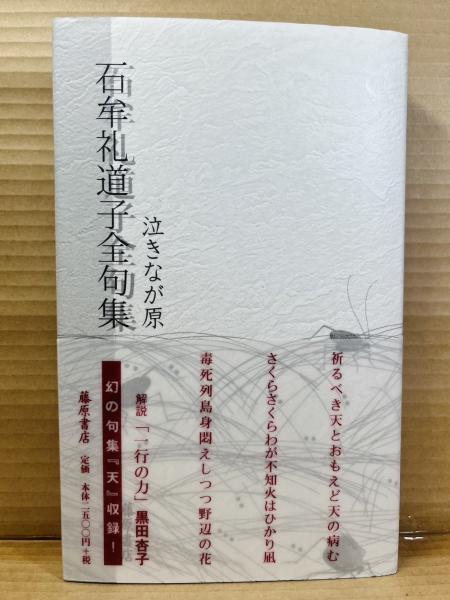 石牟礼道子全句集
泣きなが原
祈るべき天とおもえど天の病む
さくらさくらわが不知火はひかり凪
毒死列島身悶えしつつ野辺の花
解説「一行の力」黒田杏子
幻の句集『天』収録!
藤原書店 定価 本体二五〇〇円+税